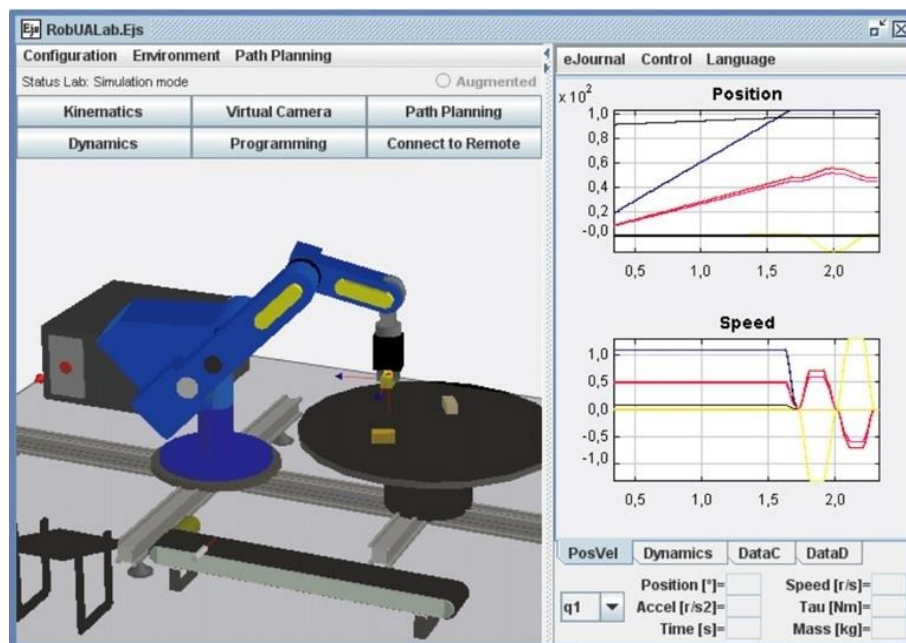 Ejs RobUALab.Ejs
Configuration Environment Path Planning
Status Lab: Simulation mode
Augmented
Kinematics Virtual Camera Path Planning
Dynamics Programming Connect to Remote
eJournal Control Language
x 10²
Position
1,0
0,8
0,6
0,4
0,2
-0,0
0,5 1,0 1,5 2,0
Speed
1,0
0,5
0,0
-0,5
-1,0
0,5 1,0 1,5 2,0
PosVel Dynamics DataC DataD
q1
Position [°]= Speed [r/s]=
Accel [r/s2]= Tau [Nm]=
Time [s]= Mass [kg]=